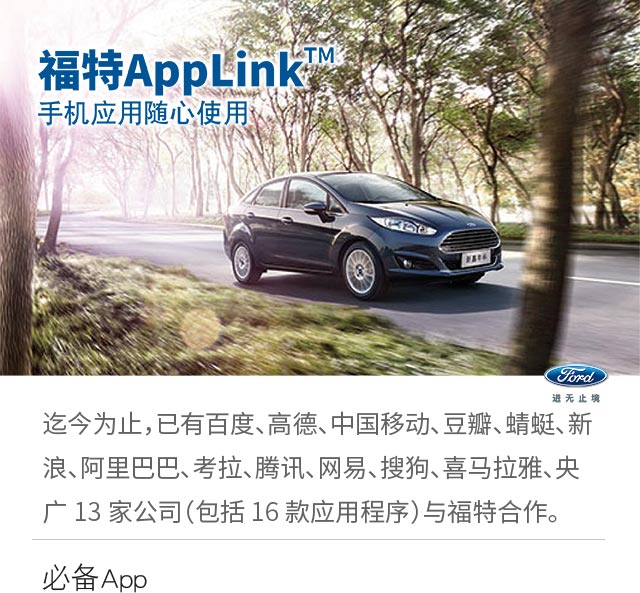 福特AppLink™
手机应用随心使用
新嘉年华
Ford
进无止境
迄今为止,已有百度、高德、中国移动、豆瓣、蜻蜓、新
浪、阿里巴巴、考拉、腾讯、网易、搜狗、喜马拉雅、央
广 13 家公司(包括 16 款应用程序)与福特合作。
必备App